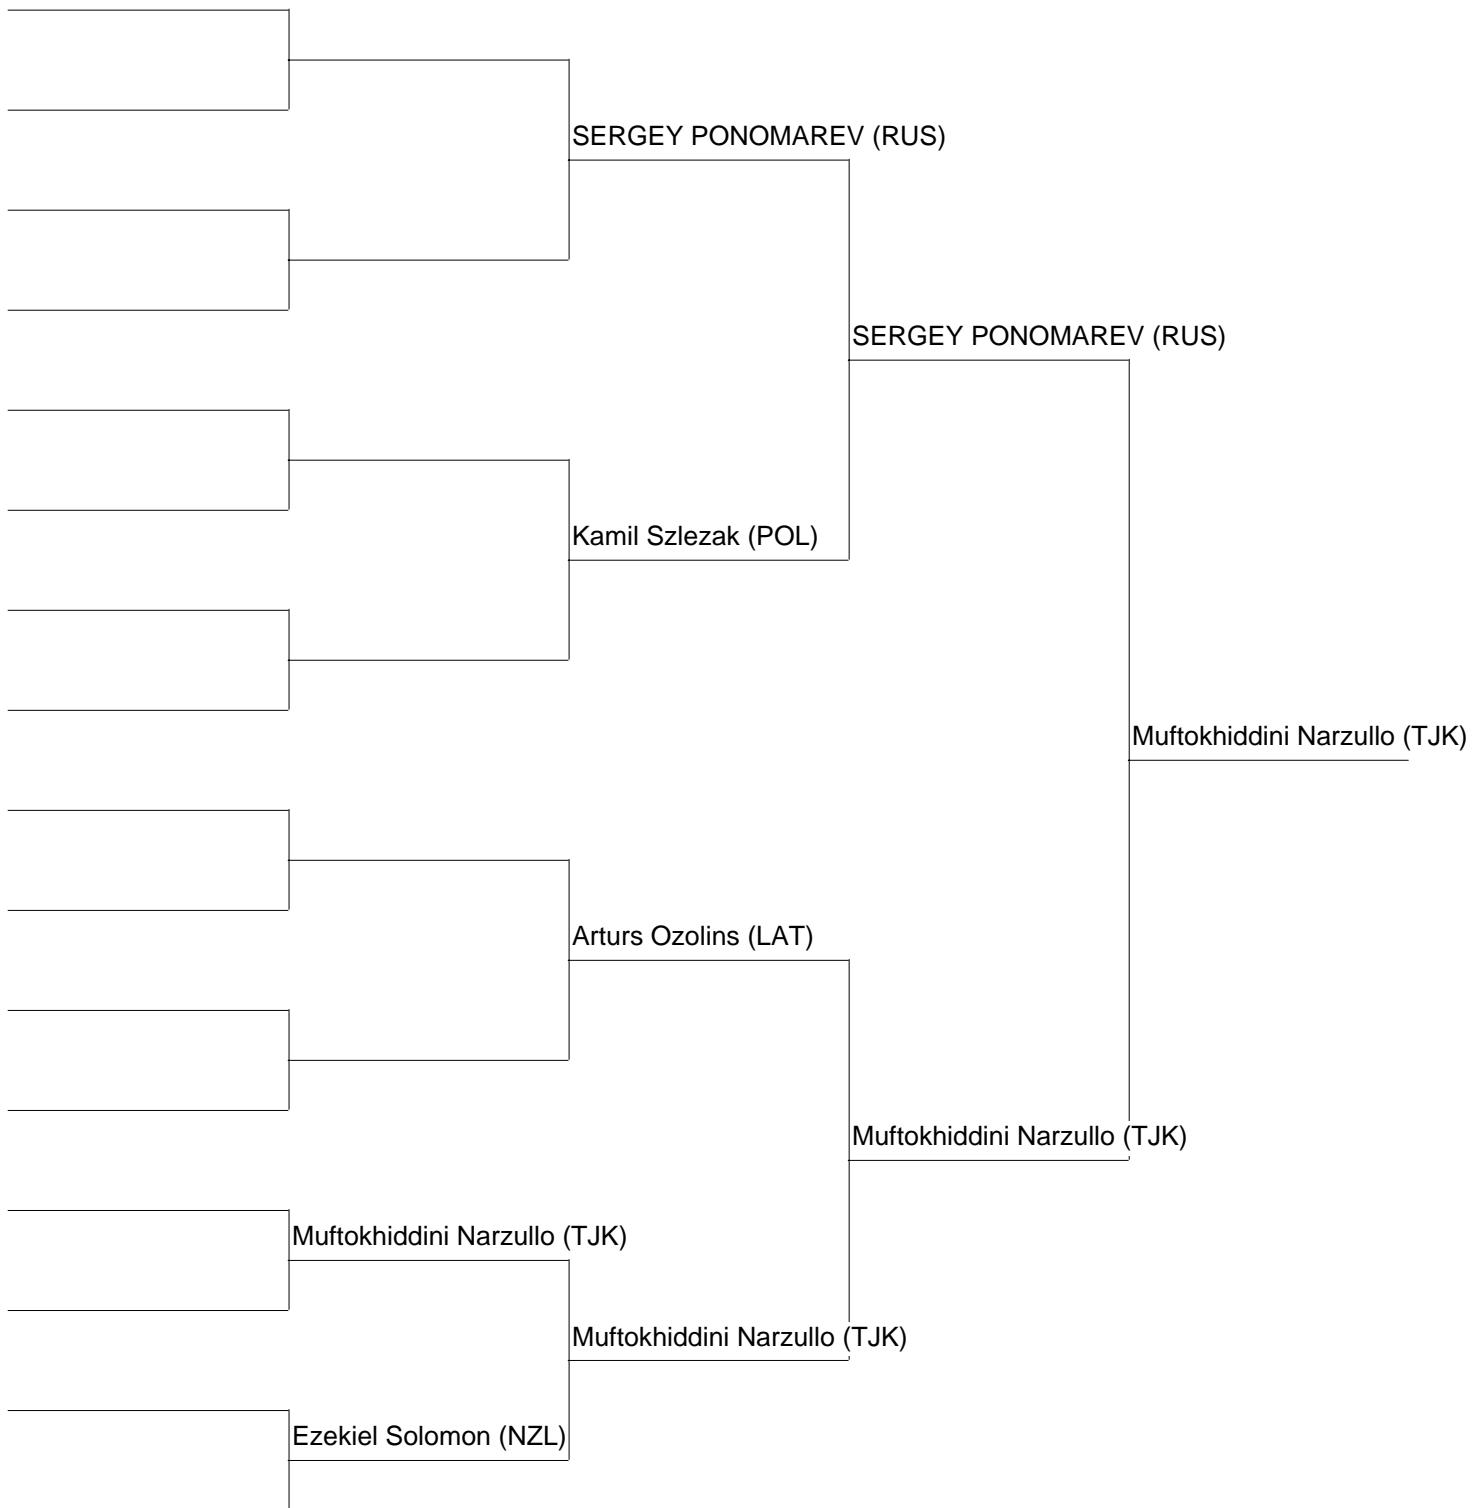 SERGEY PONOMAREV (RUS)
SERGEY PONOMAREV (RUS)
Kamil Szlezak (POL)
Muftokhiddini Narzullo (TJK)
Arturs Ozolins (LAT)
Muftokhiddini Narzullo (TJK)
Muftokhiddini Narzullo (TJK)
Muftokhiddini Narzullo (TJK)
Ezekiel Solomon (NZL)